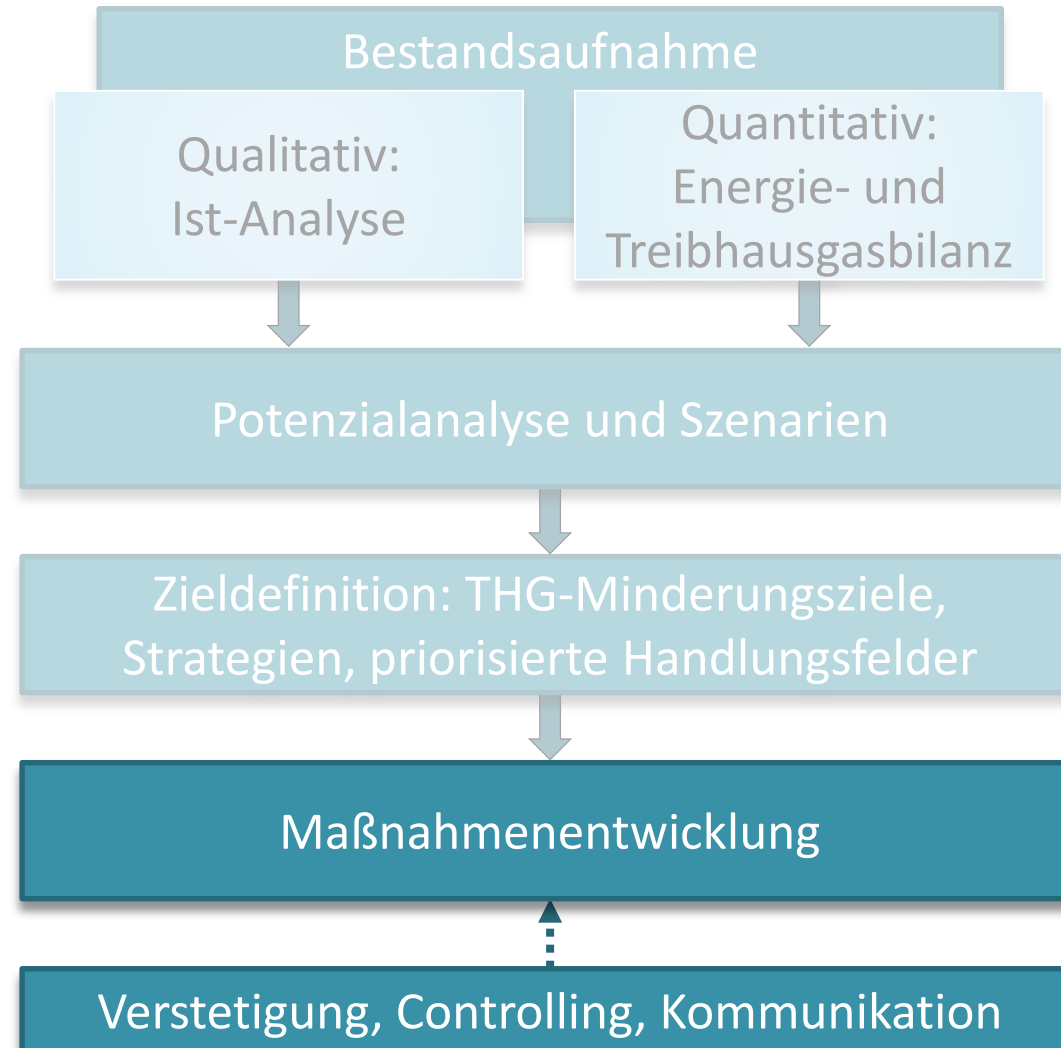 Bestandsaufnahme
Qualitativ:
Ist-Analyse
Quantitativ:
Energie- und
Treibhausgasbilanz
Potenzialanalyse und Szenarien
Zieldefinition: THG-Minderungsziele,
Strategien, priorisierte Handlungsfelder
Maßnahmenentwicklung
Verstetigung, Controlling, Kommunikation